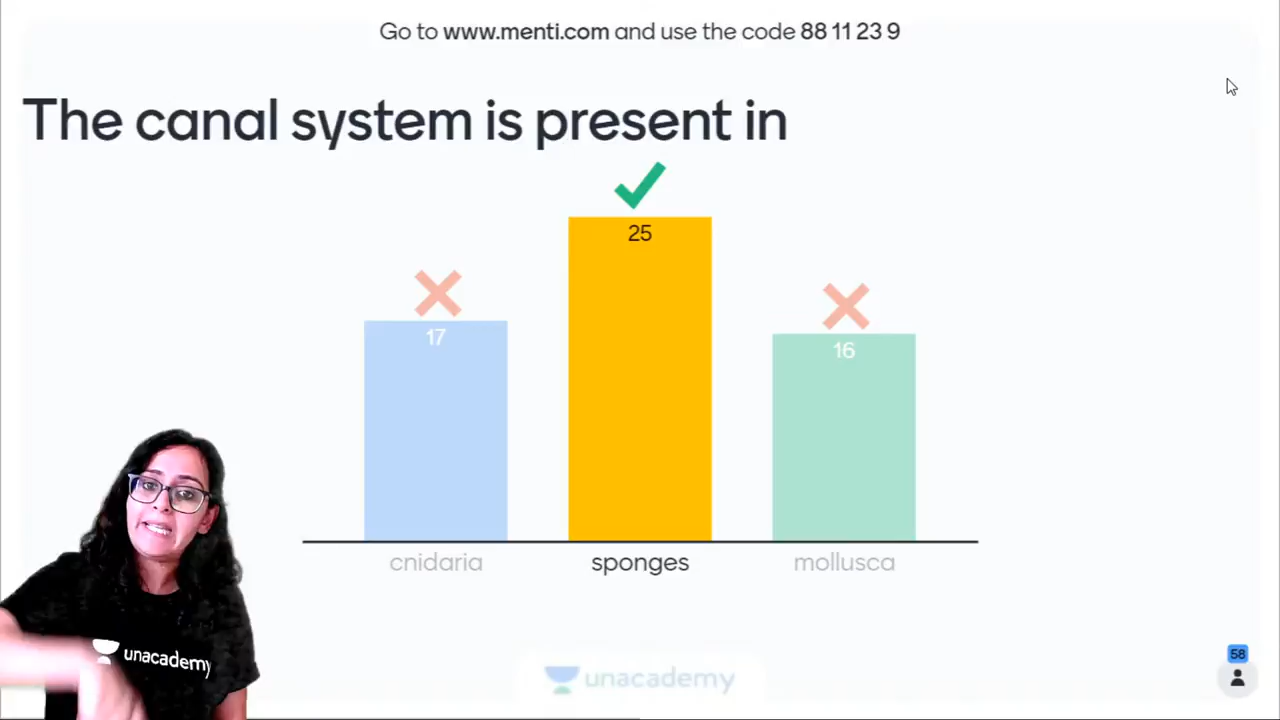 Go to www.menti.com and use the code 88 11 23 9
The canal system is present in
25
17
16
cnidaria
sponges
mollusca
unacademy
unacademy
58